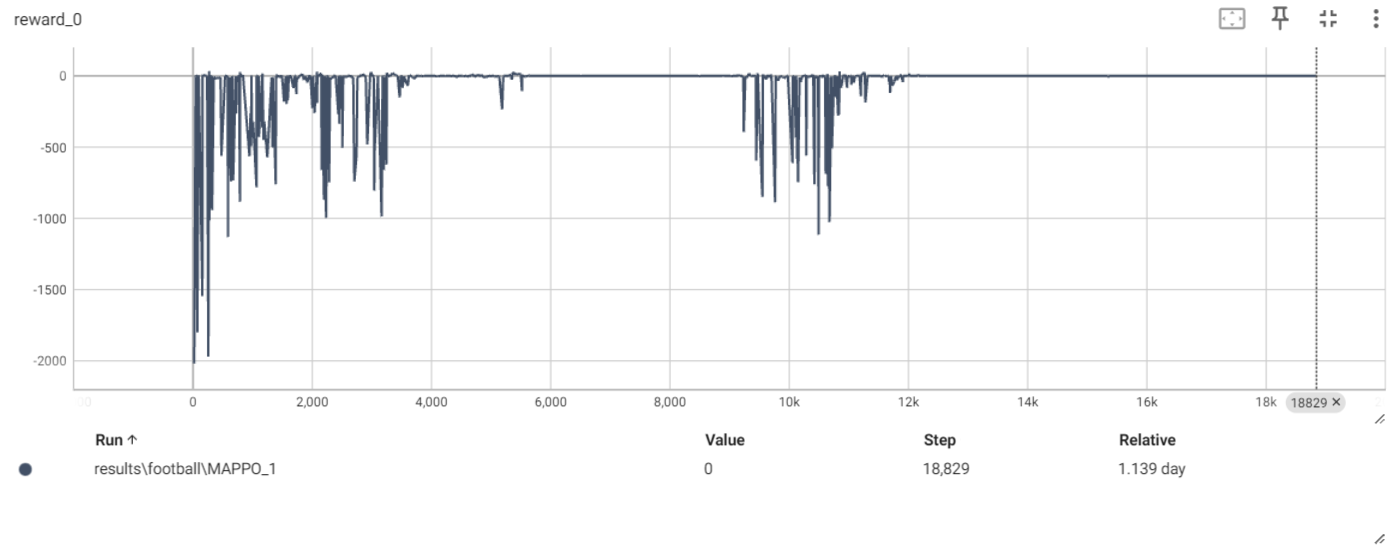 reward_0
0
-500
-1000
-1500
-2000
0 2,000 4,000 6,000 8,000 10k 12k 14k 16k 18k 18829 ×
Run ↑ Value Step Relative
results\football\MAPPO_1 0 18,829 1.139 day